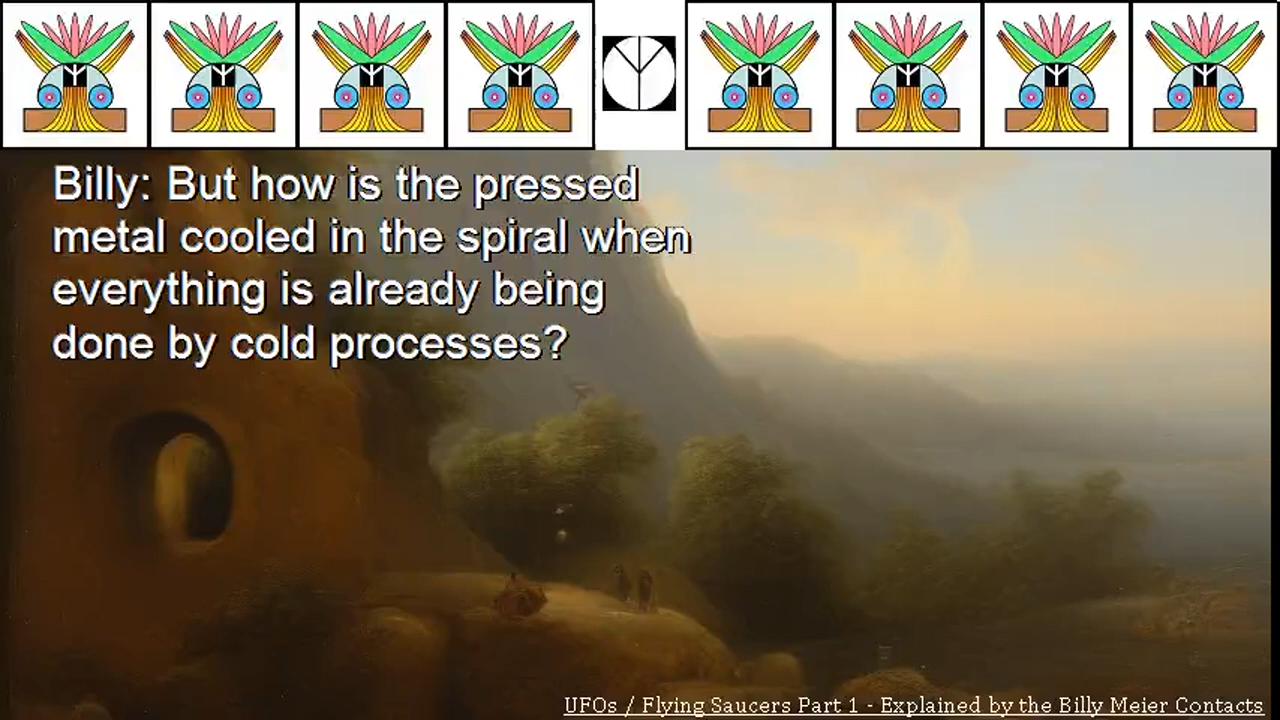 Billy: But how is the pressed
metal cooled in the spiral when
everything is already being
done by cold processes?
UFOs / Flying Saucers Part 1 - Explained by the Billy Meier Contacts